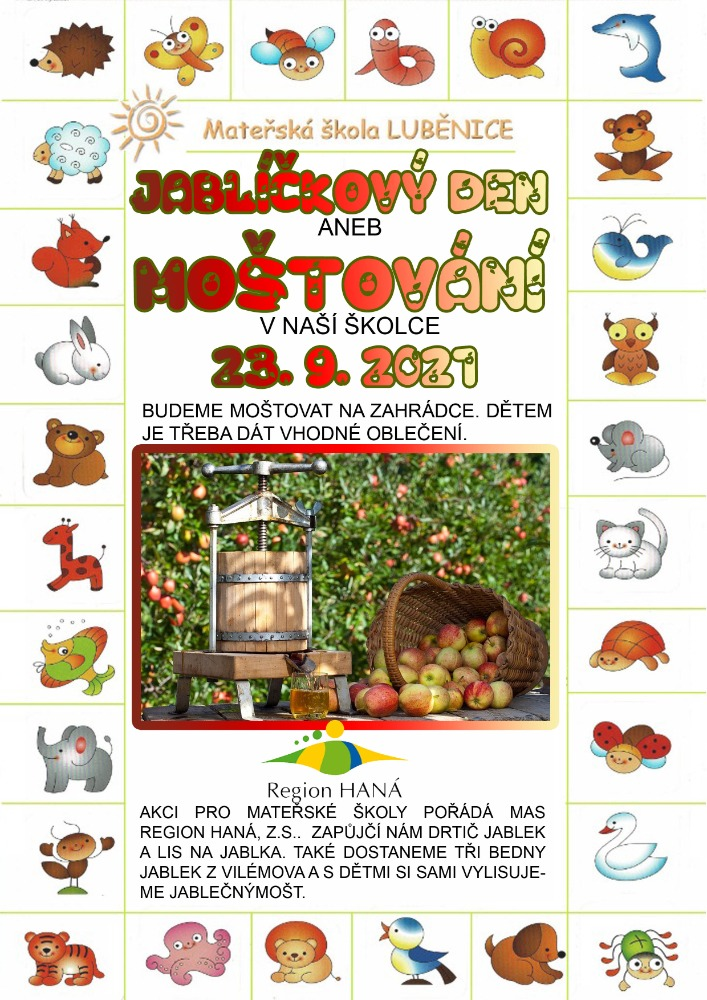 Mateřská škola LUBĚNICE
JABLÍČKOVÝ DEN
ANEB
MOŠTOVÁNÍ
V NAŠÍ ŠKOLCE
23. 9. 2021
BUDEME MOŠTOVAT NA ZAHRÁDCE. DĚTEM
JE TŘEBA DÁT VHODNÉ OBLEČENÍ.
Region HANÁ
AKCI PRO MATEŘSKÉ ŠKOLY POŘÁDÁ MAS
REGION HANÁ, Z.S.. ZAPŮJČÍ NÁM DRTIČ JABLEK
A LIS NA JABLKA. TAKÉ DOSTANEME TŘI BEDNY
JABLEK Z VILÉMOVA A S DĚTMI SI SAMI VYLISUJE-
ME JABLEČNÝMOŠT.